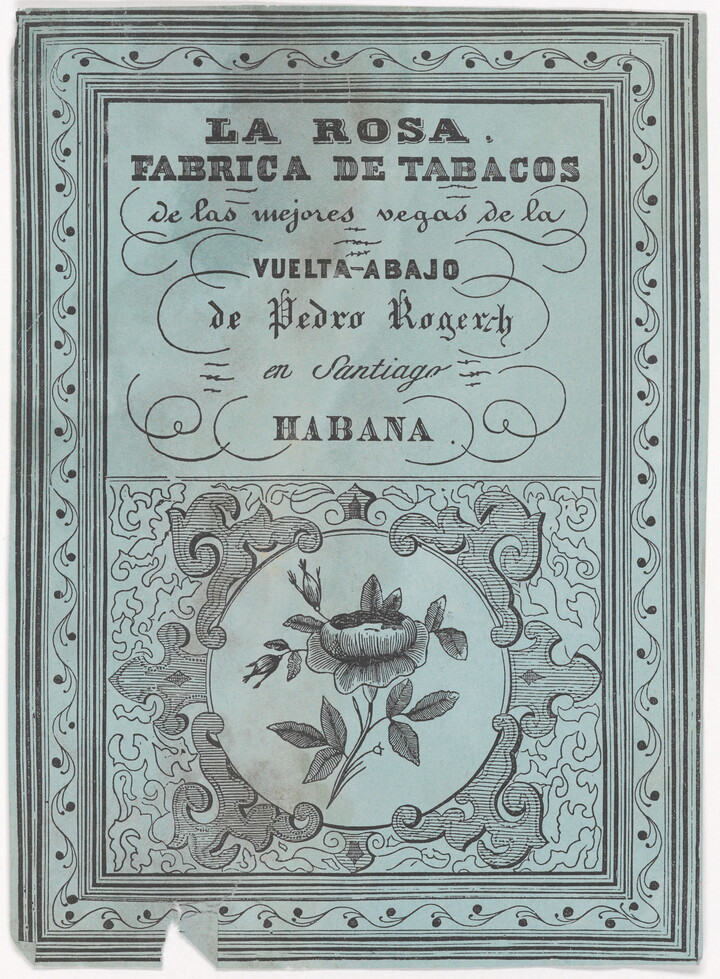 LA ROSA.
FABRICA DE TABACOS
de las mejores vegas de la
VUELTA-ABAJO
de Pedro Rogerch
en Santiago
HABANA.